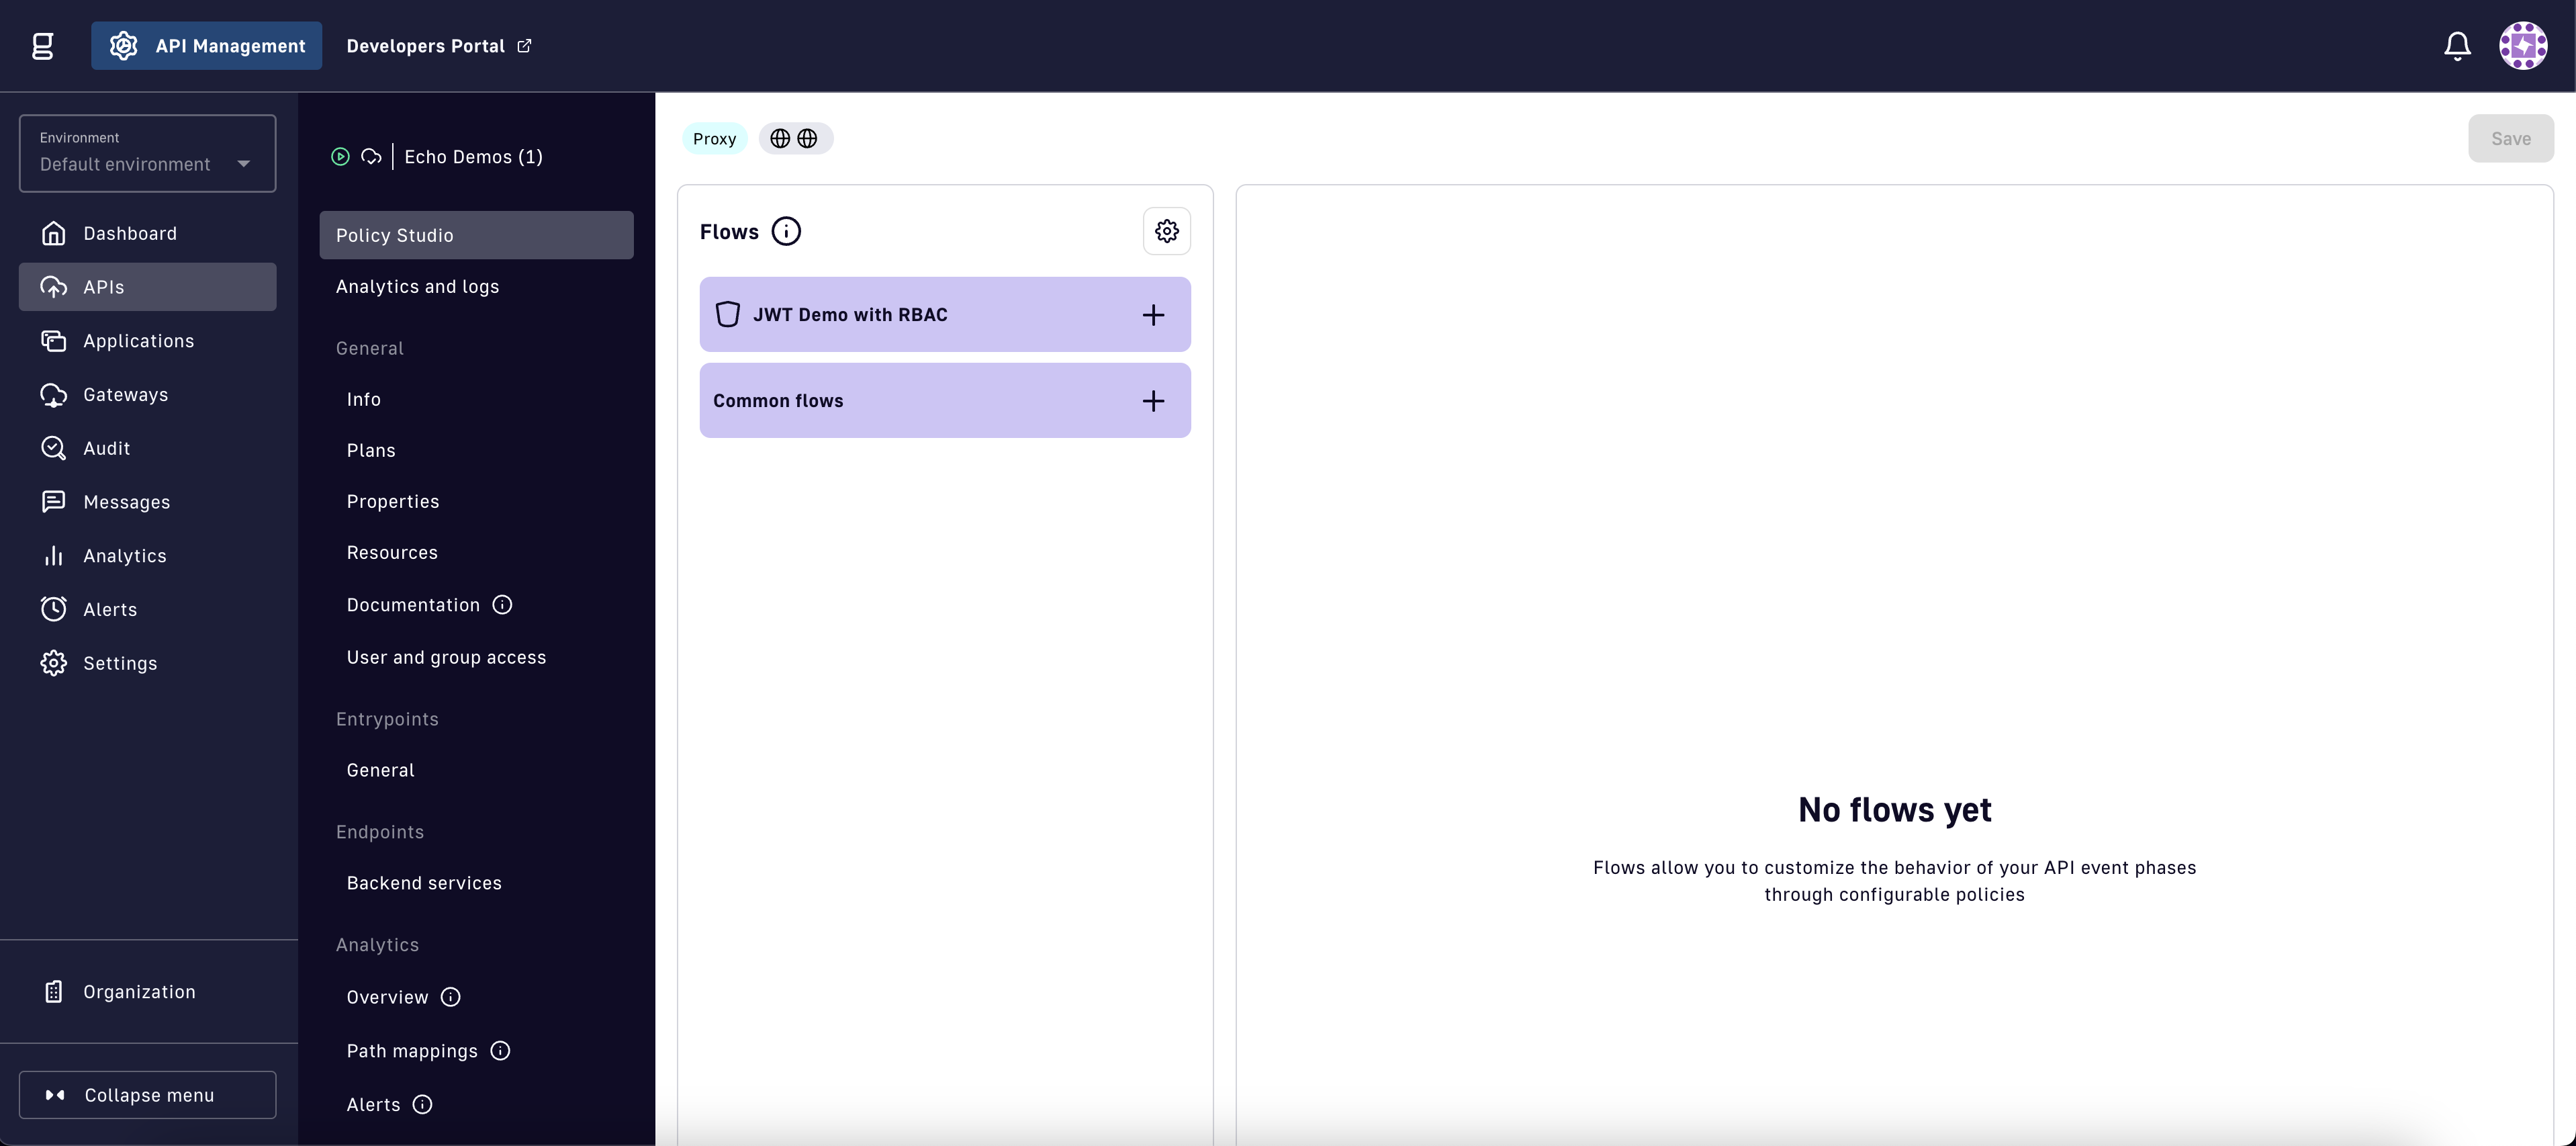 API Management
Developers Portal
Environment
Default environment
Dashboard
APIs
Applications
Gateways
Audit
Messages
Analytics
Alerts
Settings
Organization
Collapse menu
Echo Demos (1)
Policy Studio
Analytics and logs
General
Info
Plans
Properties
Resources
Documentation
User and group access
Entrypoints
General
Endpoints
Backend services
Analytics
Overview
Path mappings
Alerts
Proxy
Save
Flows
JWT Demo with RBAC
Common flows
No flows yet
Flows allow you to customize the behavior of your API event phases
through configurable policies